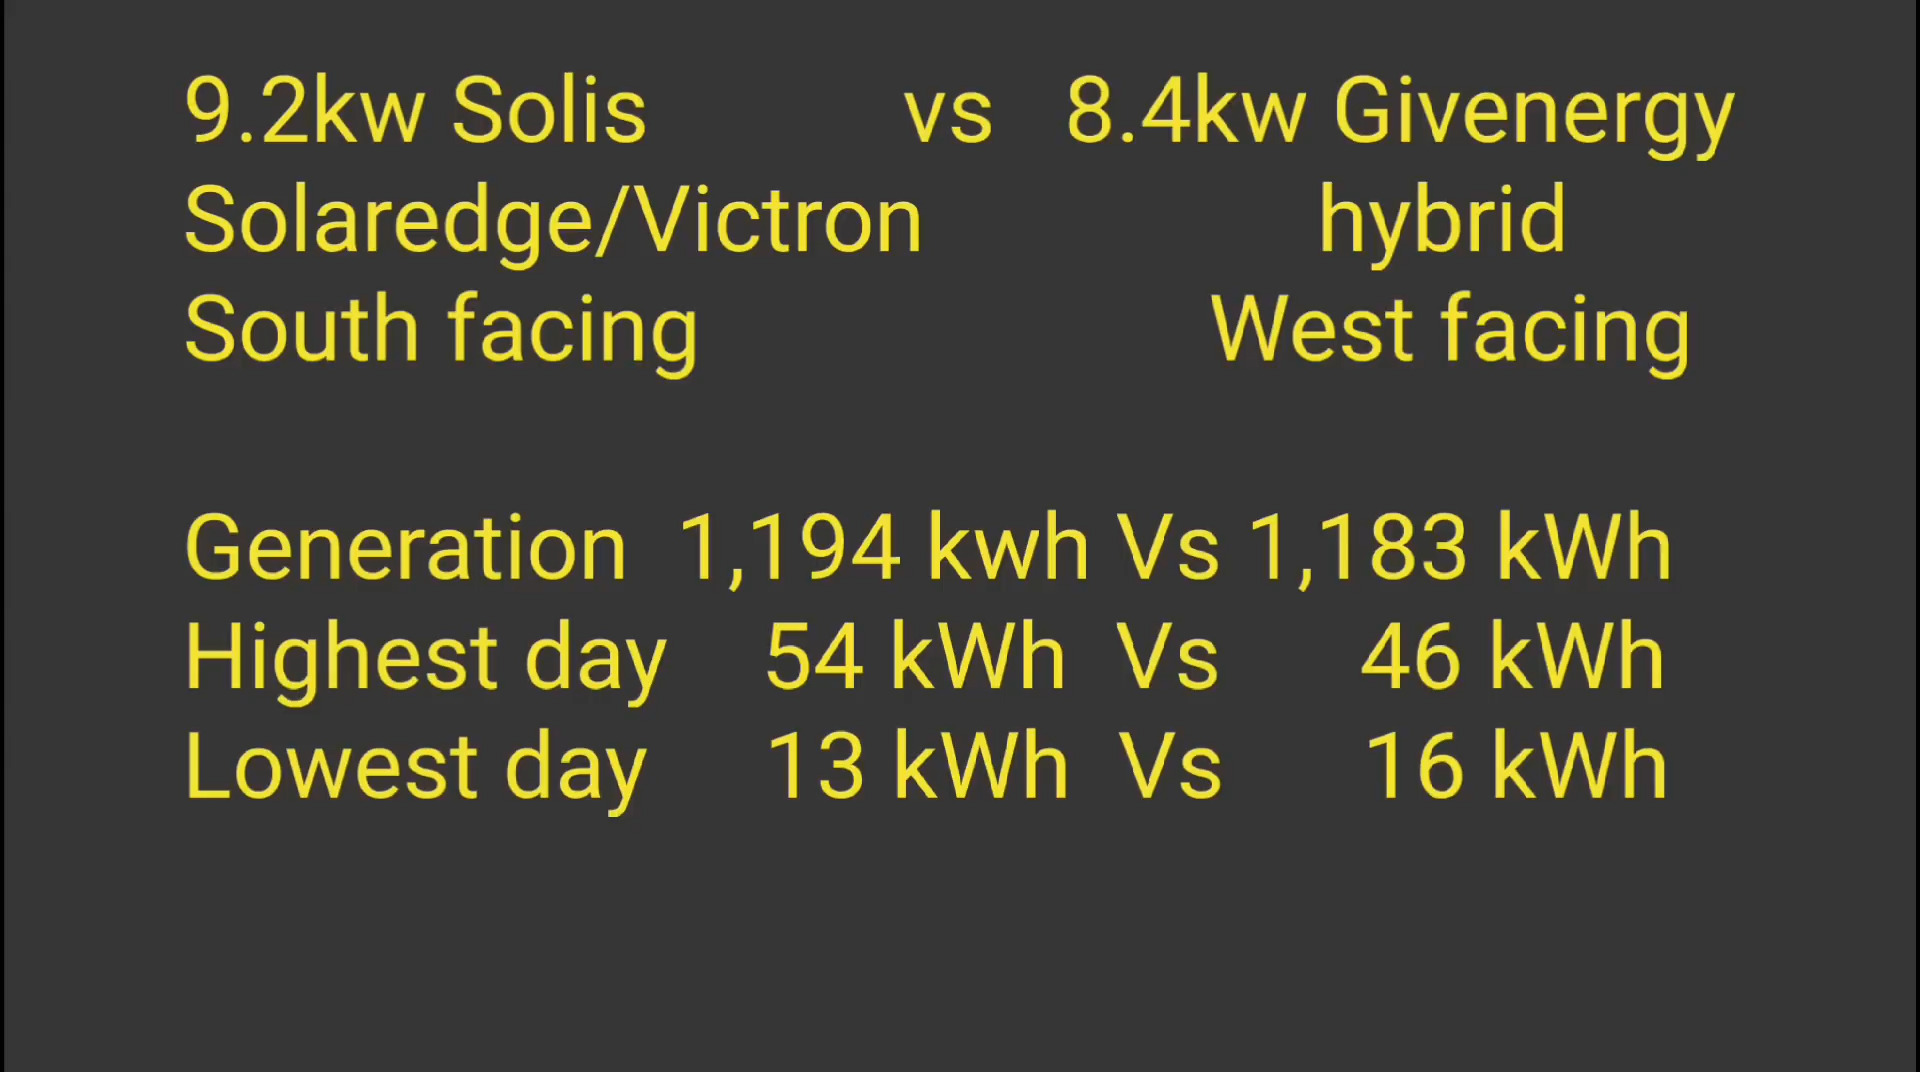 9.2kw Solis vs 8.4kw Givenergy
Solaredge/Victron hybrid
South facing West facing
Generation 1,194 kwh Vs 1,183 kWh
Highest day 54 kWh Vs 46 kWh
Lowest day 13 kWh Vs 16 kWh